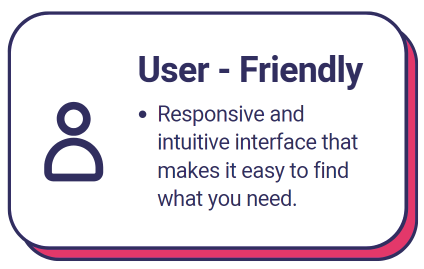 User - Friendly
• Responsive and
intuitive interface that
makes it easy to find
what you need.